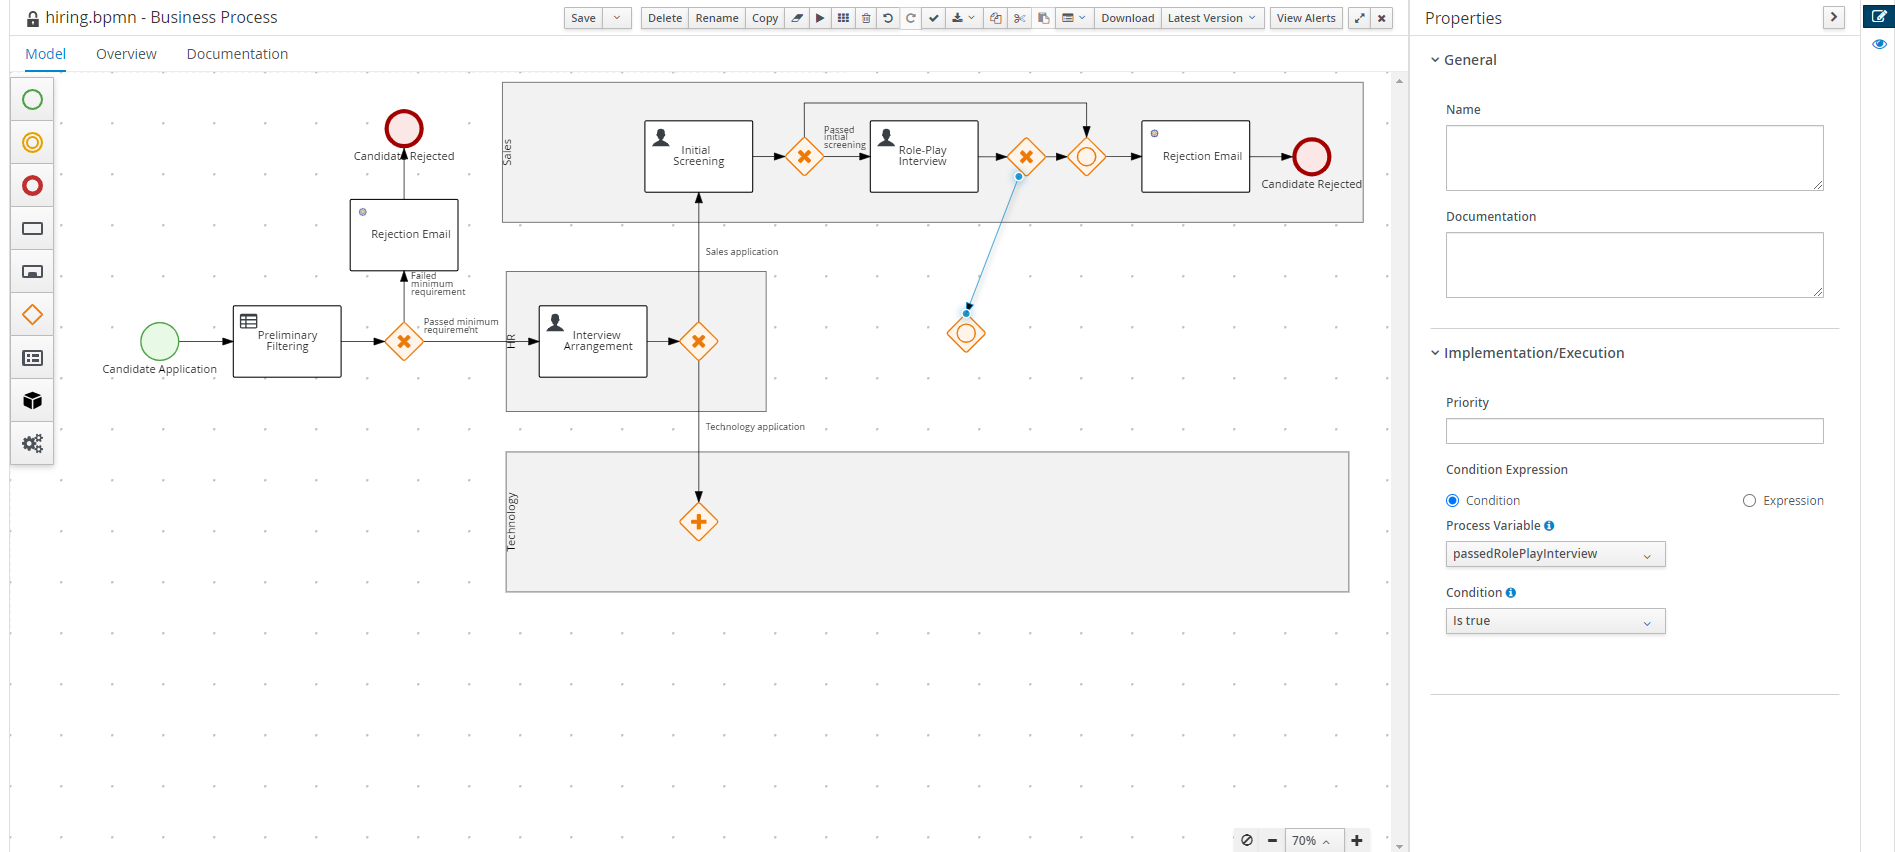 hiring.bpmn - Business Process
Save
Delete
Rename
Copy
Download
Latest Version
View Alerts
Model
Overview
Documentation
Candidate Rejected
Rejection Email
Failed
minimum
requirement
Candidate Application
Preliminary
Filtering
Passed minimum
requirement
HR
Interview
Arrangement
Sales
Initial
Screening
Passed
initial
screening
Role-Play
Interview
Rejection Email
Candidate Rejected
Sales application
Technology application
Technology
70%
Properties
General
Name
Documentation
Implementation/Execution
Priority
Condition Expression
Condition
Expression
Process Variable
passedRolePlayInterview
Condition
Is true